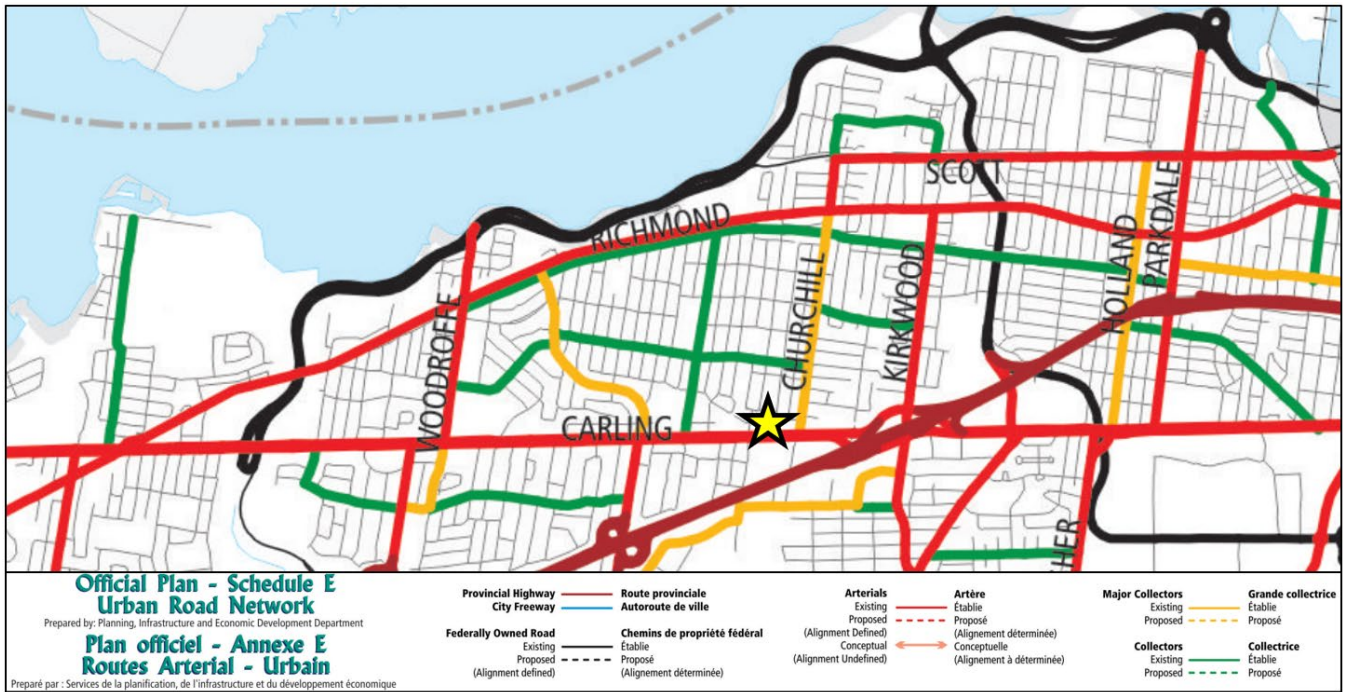 SCOTT
RICHMOND
PARKDALE
HOLLAND
CHURCHILL
KIRKWOOD
WOODROFFE
CARLING
HER
Official Plan - Schedule E
Urban Road Network
Prepared by: Planning, Infrastructure and Economic Development Department
Plan officiel - Annexe E
Routes Arterial - Urbain
Preparé par : Services de la planification, de l'infrastructure et du développement économique
Provincial Highway Route provinciale
City Freeway Autoroute de ville
Federally Owned Road Chemins de propriété fédéral
Existing Établie
Proposed Proposé
(Alignment defined) (Alignement déterminée)
Arterials Artère
Existing Établie
Proposed Proposé
(Alignment Defined) (Alignement déterminée)
Conceptual Conceptuelle
(Alignment Undefined) (Alignement à déterminée)
Major Collectors Grande collectrice
Existing Établie
Proposed Proposé
Collectors Collectrice
Existing Établie
Proposed Proposé